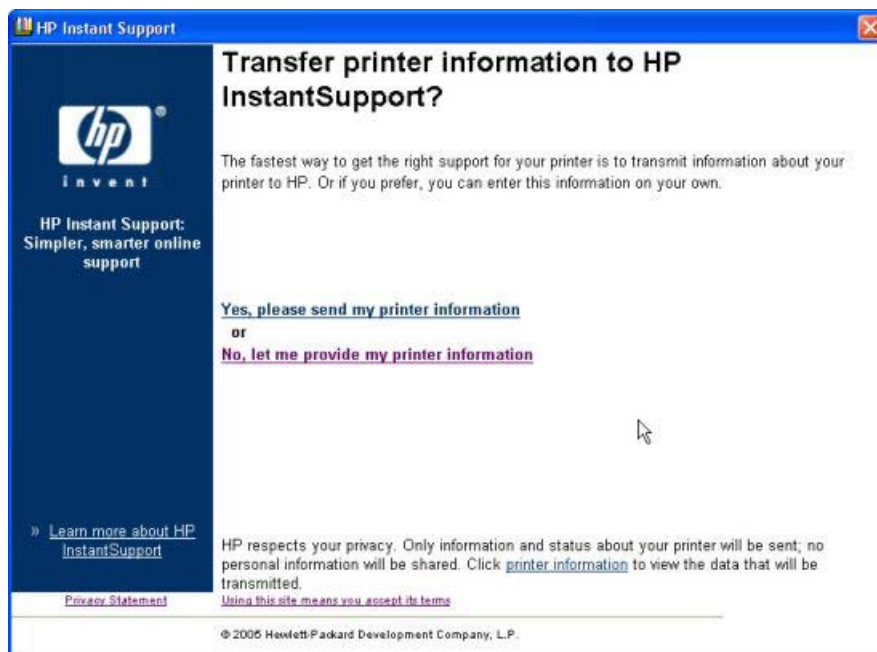 HP Instant Support
hp
®
invent
HP Instant Support:
Simpler, smarter online
support
» Learn more about HP
InstantSupport
Privacy Statement
Transfer printer information to HP
InstantSupport?
The fastest way to get the right support for your printer is to transmit information about your
printer to HP. Or if you prefer, you can enter this information on your own.
Yes, please send my printer information
or
No, let me provide my printer information
HP respects your privacy. Only information and status about your printer will be sent; no
personal information will be shared. Click printer information to view the data that will be
transmitted.
Using this site means you accept its terms
© 2005 Hewlett-Packard Development Company, L.P.